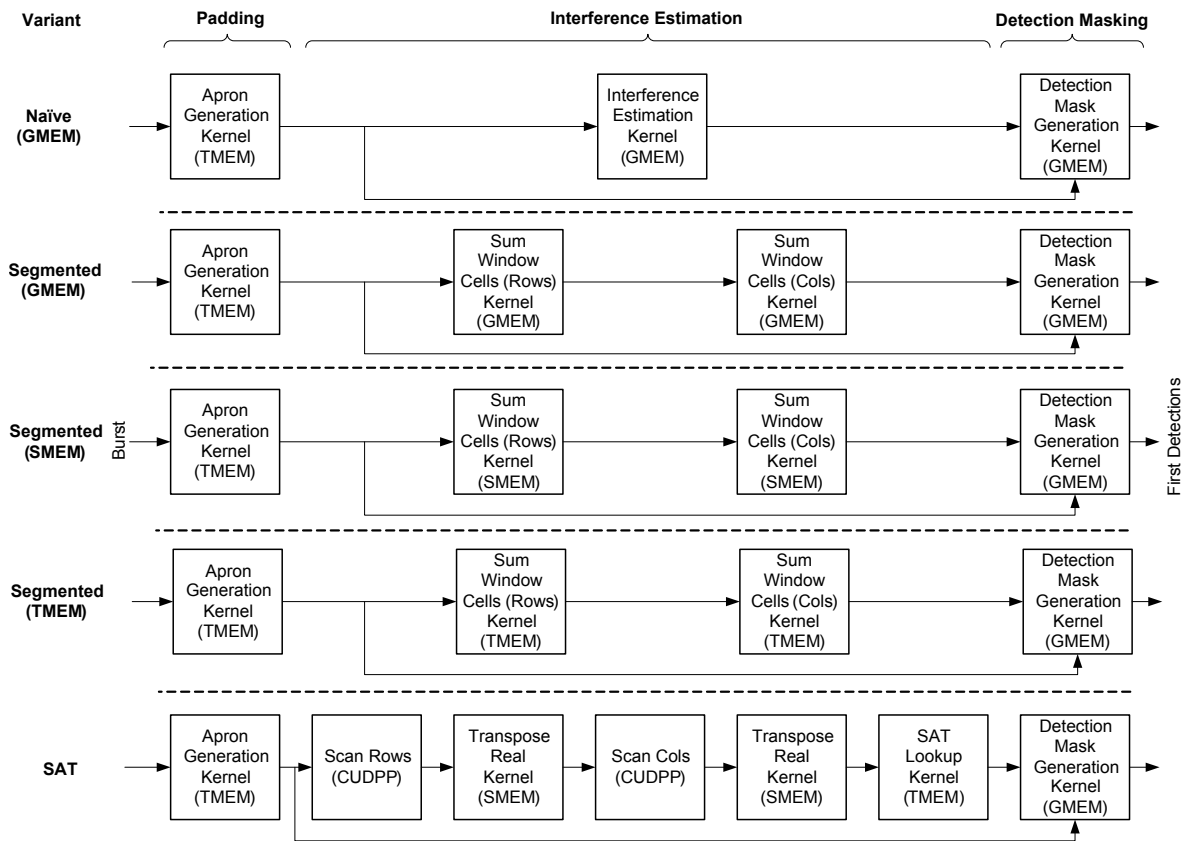 Variant
Padding
Interference Estimation
Detection Masking
Naïve
(GMEM)
Apron
Generation
Kernel
(TMEM)
Interference
Estimation
Kernel
(GMEM)
Detection
Mask
Generation
Kernel
(GMEM)
Segmented
(GMEM)
Apron
Generation
Kernel
(TMEM)
Sum
Window
Cells (Rows)
Kernel
(GMEM)
Sum
Window
Cells (Cols)
Kernel
(GMEM)
Detection
Mask
Generation
Kernel
(GMEM)
Segmented
(SMEM)
Burst
Apron
Generation
Kernel
(TMEM)
Sum
Window
Cells (Rows)
Kernel
(SMEM)
Sum
Window
Cells (Cols)
Kernel
(SMEM)
Detection
Mask
Generation
Kernel
(GMEM)
First Detections
Segmented
(TMEM)
Apron
Generation
Kernel
(TMEM)
Sum
Window
Cells (Rows)
Kernel
(TMEM)
Sum
Window
Cells (Cols)
Kernel
(TMEM)
Detection
Mask
Generation
Kernel
(GMEM)
SAT
Apron
Generation
Kernel
(TMEM)
Scan Rows
(CUDPP)
Transpose
Real
Kernel
(SMEM)
Scan Cols
(CUDPP)
Transpose
Real
Kernel
(SMEM)
SAT
Lookup
Kernel
(TMEM)
Detection
Mask
Generation
Kernel
(GMEM)